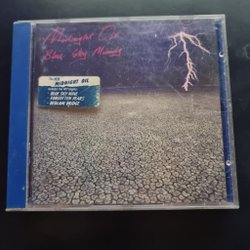 Midnight Oil
Blue Sky Mining
MIDNIGHT OIL
• BLUE SKY MINE
• FORGOTTEN YEARS
• BEDLAM BRIDGE